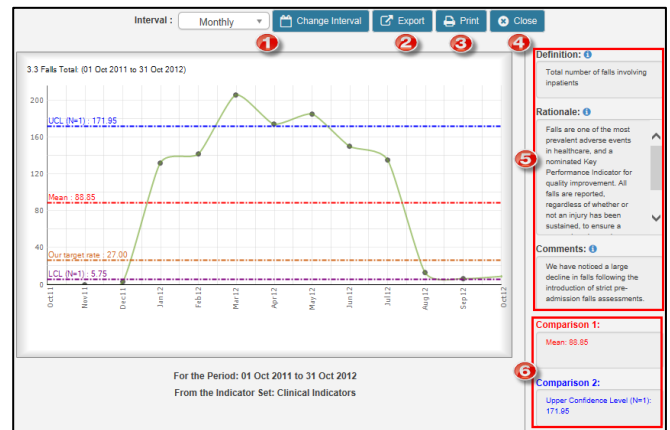 Interval : Monthly Change Interval Export Print Close
1 2 3 4
3.3 Falls Total: (01 Oct 2011 to 31 Oct 2012)
200
UCL (N=1) : 171.95
160
120
Mean : 88.85
80
40
Our target rate : 27.00
LCL (N=1) : 5.75
0
Oct11 Nov11 Dec11 Jan12 Feb12 Mar12 Apr12 May12 Jun12 Jul12 Aug12 Sep12 Oct12
For the Period: 01 Oct 2011 to 31 Oct 2012
From the Indicator Set: Clinical Indicators
Definition:
Total number of falls involving
inpatients
Rationale:
5
Falls are one of the most
prevalent adverse events
in healthcare, and a
nominated Key
Performance Indicator for
quality improvement. All
falls are reported,
regardless of whether or
not an injury has been
sustained, to ensure a
Comments:
We have noticed a large
decline in falls following the
introduction of strict pre-
admission falls assessments.
Comparison 1:
Mean: 88.85
6
Comparison 2:
Upper Confidence Level (N=1):
171.95